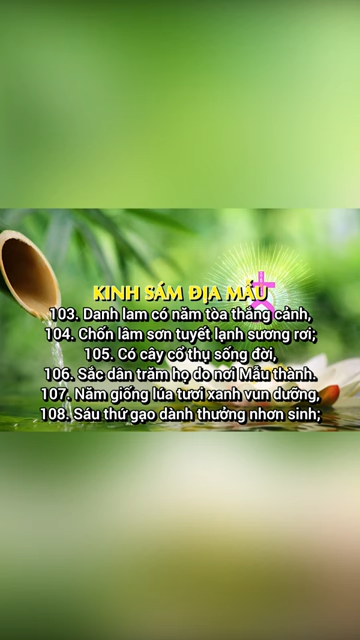 KINH SÁM ĐỊA MẪU
103. Danh lam có năm tòa thắng cảnh,
104. Chốn lâm sơn tuyết lạnh sương rơi;
105. Có cây cổ thụ sống đời,
106. Sắc dân trăm họ do nơi Mẫu thành.
107. Năm giống lúa tươi xanh vun dưỡng,
108. Sáu thứ gạo dành thưởng nhơn sinh;